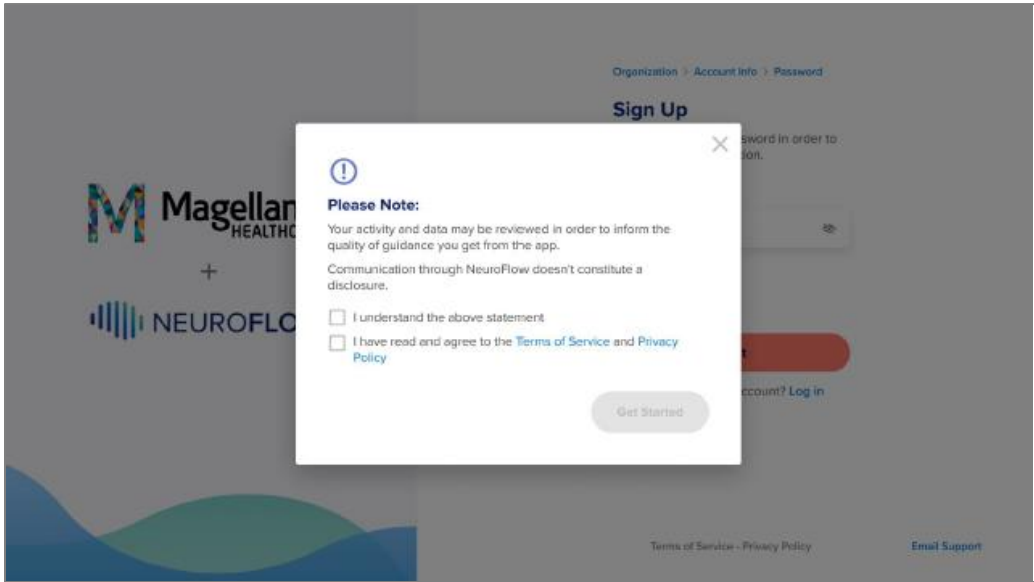 Organization > Account Info > Password
Sign Up
sword in order to
ion.
Magellan
HEALTHC
+
NEUROFLO
Please Note:
Your activity and data may be reviewed in order to inform the
quality of guidance you get from the app.
Communication through NeuroFlow doesn't constitute a
disclosure.
I understand the above statement
I have read and agree to the Terms of Service and Privacy
Policy
Get Started
t
ccount? Log in
Terms of Service - Privacy Policy
Email Support